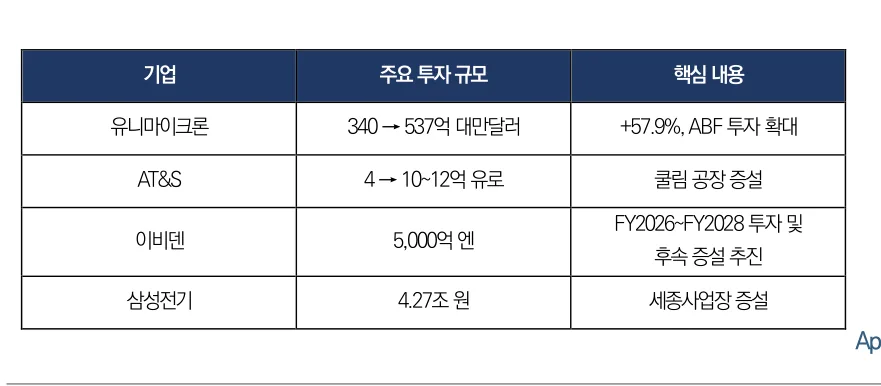 기업 주요 투자 규모 핵심 내용
유니마이크론 340 → 537억 대만달러 +57.9%, ABF 투자 확대
AT&S 4 → 10~12억 유로 쿨림 공장 증설
이비덴 5,000억 엔 FY2026~FY2028 투자 및
후속 증설 추진
삼성전기 4.27조 원 세종사업장 증설
Ap